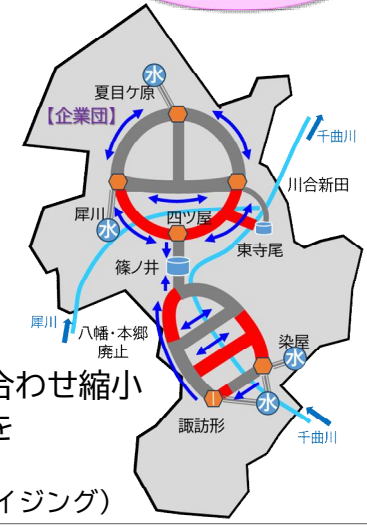 水
夏目ケ原
【企業団】
千曲川
川合新田
犀川
四ツ屋
水
東寺尾
篠ノ井
犀川
八幡・本郷
廃止
染屋
水
合わせ縮小
水
を
諏訪形
千曲川
イジング）